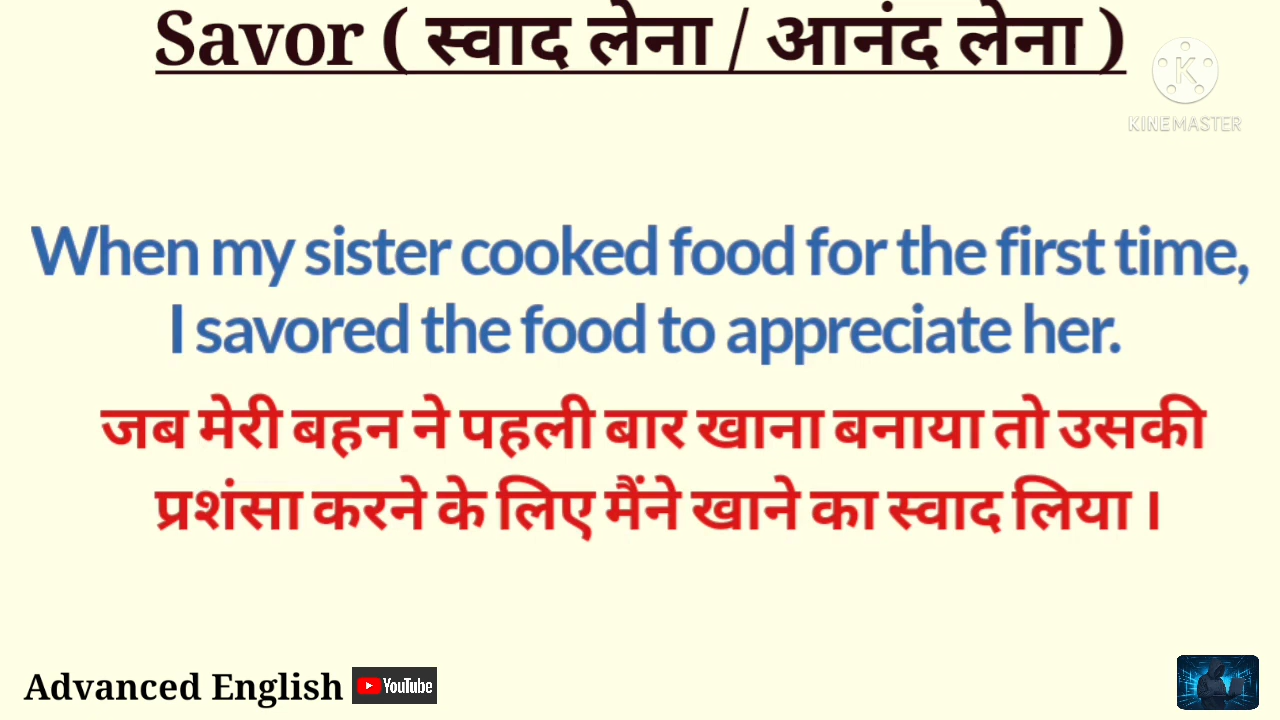 Savor ( स्वाद लेना / आनंद लेना )
KINEMASTER
When my sister cooked food for the first time,
I savored the food to appreciate her.
जब मेरी बहन ने पहली बार खाना बनाया तो उसकी
प्रशंसा करने के लिए मैंने खाने का स्वाद लिया ।
Advanced English YouTube